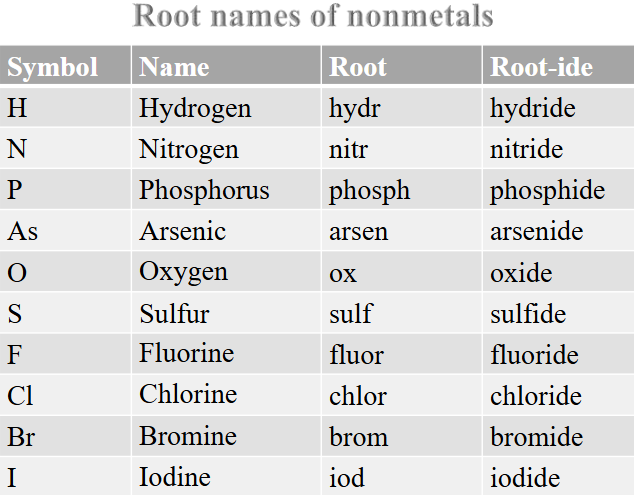 Root names of nonmetals
Symbol Name Root Root-ide
H Hydrogen hydr hydride
N Nitrogen nitr nitride
P Phosphorus phosph phosphide
As Arsenic arsen arsenide
O Oxygen ox oxide
S Sulfur sulf sulfide
F Fluorine fluor fluoride
Cl Chlorine chlor chloride
Br Bromine brom bromide
I Iodine iod iodide